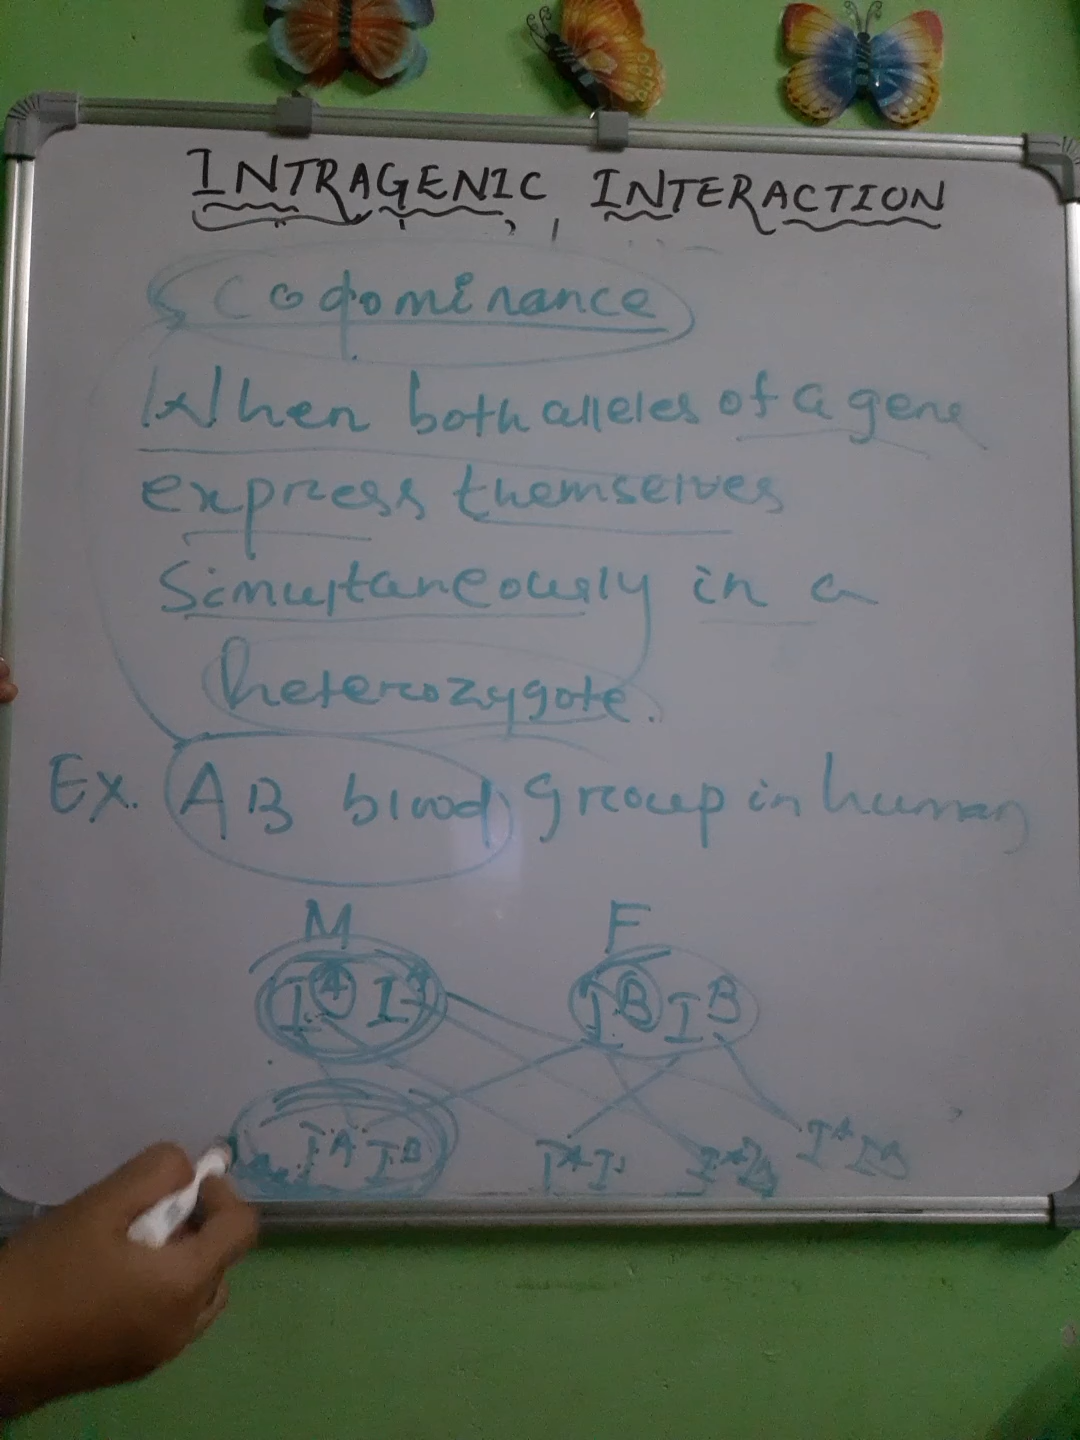 INTRAGENIC INTERACTION
Codominance
When both alleles of a gene
express themselves
Simultaneously in a
heterozygote.
Ex. AB blood group in human
M F
I^A I^A I^B I^B
I^A I^B I^A I^B I^A I^B